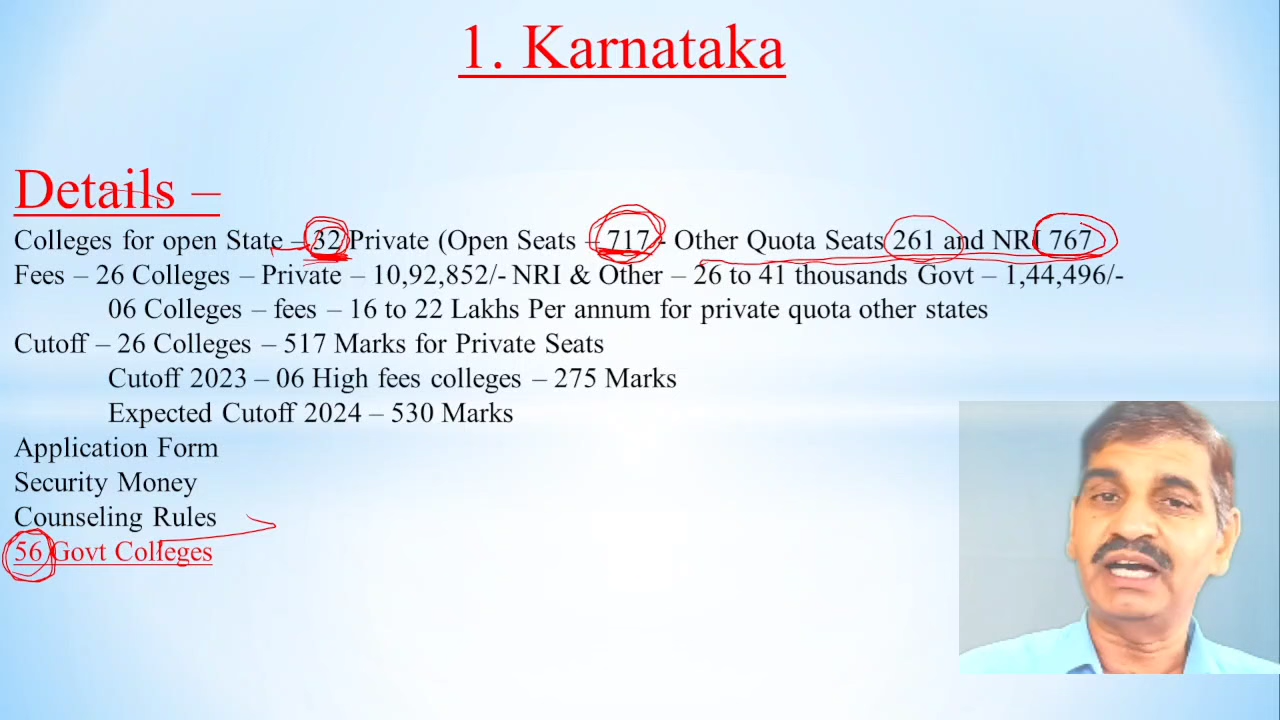 1. Karnataka
Details –
Colleges for open State – 32 Private (Open Seats – 717 - Other Quota Seats 261 and NRI 767
Fees – 26 Colleges – Private – 10,92,852/- NRI & Other – 26 to 41 thousands Govt – 1,44,496/-
06 Colleges – fees – 16 to 22 Lakhs Per annum for private quota other states
Cutoff – 26 Colleges – 517 Marks for Private Seats
Cutoff 2023 – 06 High fees colleges – 275 Marks
Expected Cutoff 2024 – 530 Marks
Application Form
Security Money
Counseling Rules
56 Govt Colleges